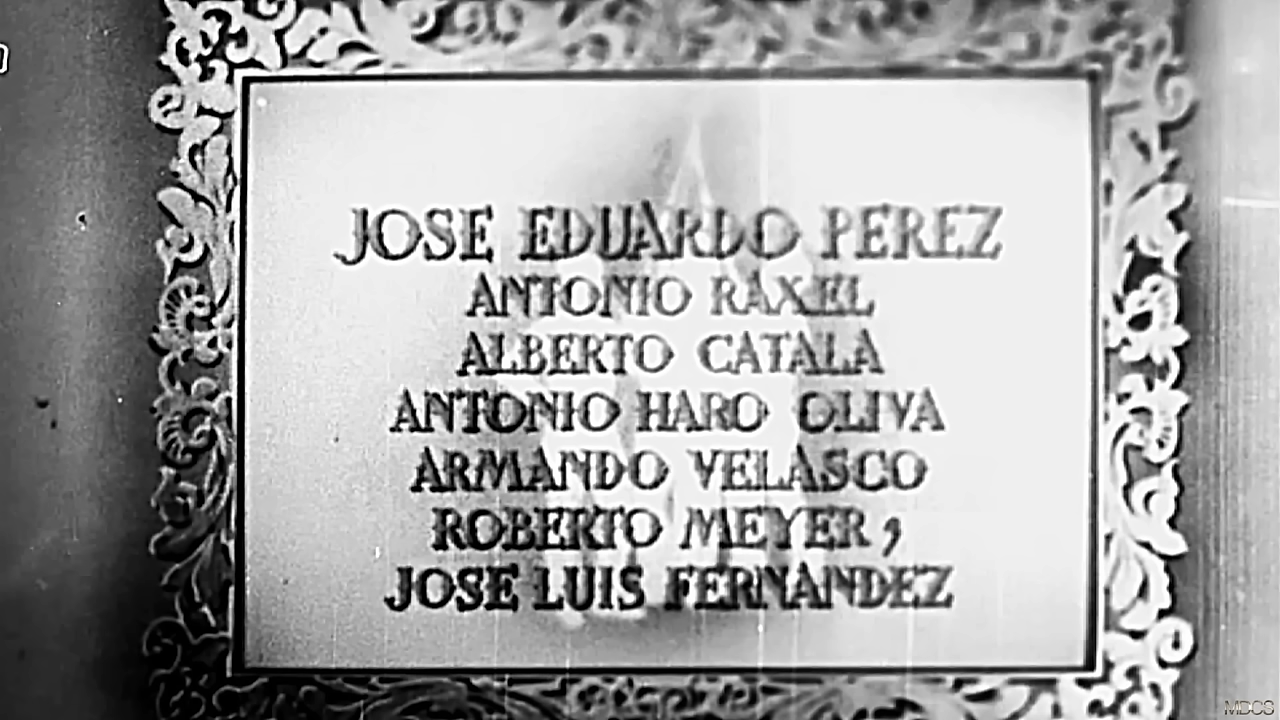 JOSE EDUARDO PEREZ
ANTONIO RAXEL
ALBERTO CATALA
ANTONIO HARO OLIVA
ARMANDO VELASCO
ROBERTO MEYER,
JOSE LUIS FERNANDEZ
MDCS